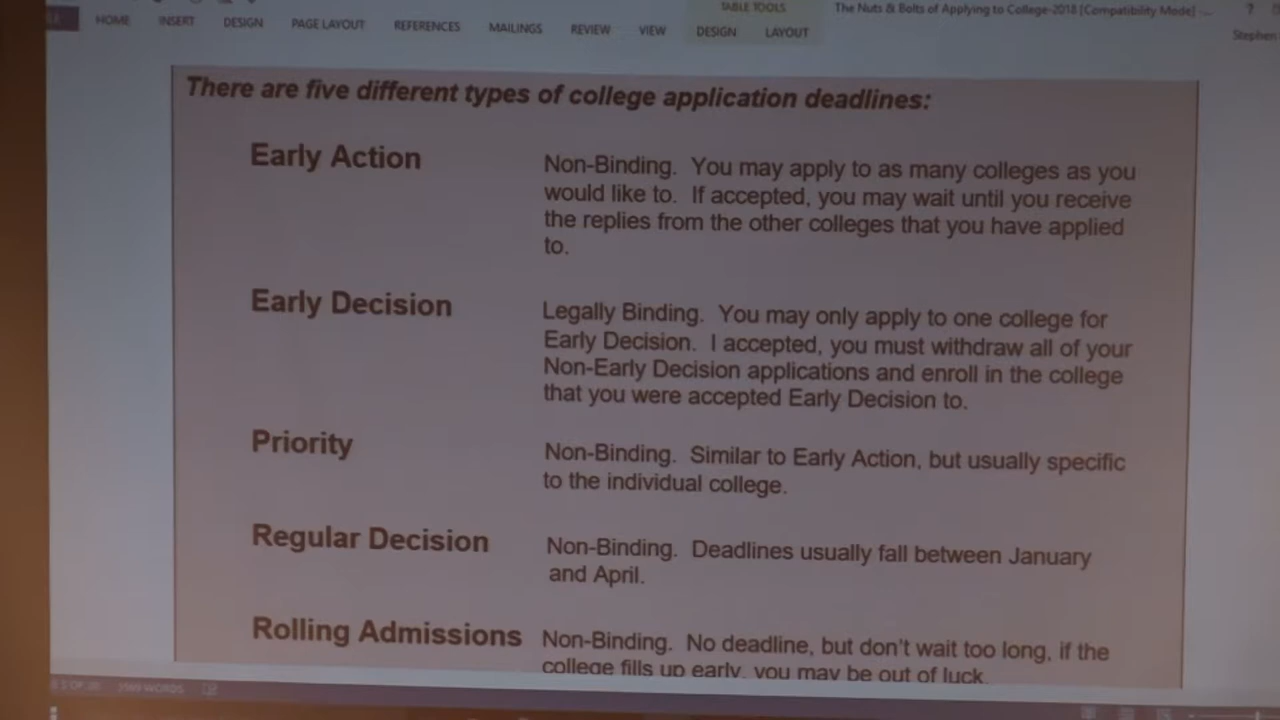 TABLE TOOLS The Nuts & Bolts of Applying to College-2018 [Compatibility Mode] - ... ?
HOME INSERT DESIGN PAGE LAYOUT REFERENCES MAILINGS REVIEW VIEW DESIGN LAYOUT Stephen
There are five different types of college application deadlines:
Early Action
Non-Binding. You may apply to as many colleges as you
would like to. If accepted, you may wait until you receive
the replies from the other colleges that you have applied
to.
Early Decision
Legally Binding. You may only apply to one college for
Early Decision. I accepted, you must withdraw all of your
Non-Early Decision applications and enroll in the college
that you were accepted Early Decision to.
Priority
Non-Binding. Similar to Early Action, but usually specific
to the individual college.
Regular Decision
Non-Binding. Deadlines usually fall between January
and April.
Rolling Admissions
Non-Binding. No deadline, but don't wait too long, if the
college fills up early, you may be out of luck.
WORDS